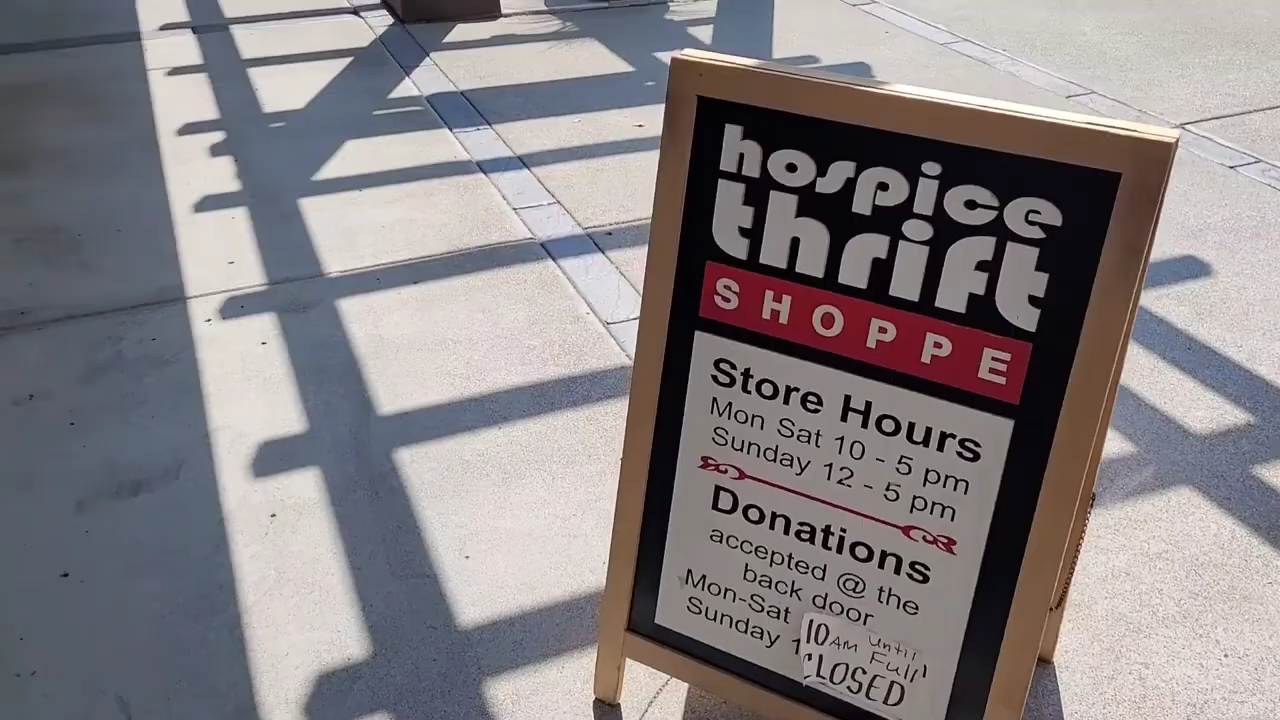 hospice
thrift
SHOPPE
Store Hours
Mon Sat 10 - 5 pm
Sunday 12 - 5 pm
Donations
accepted @ the
back door
Mon-Sat 10AM until Full!
Sunday CLOSED